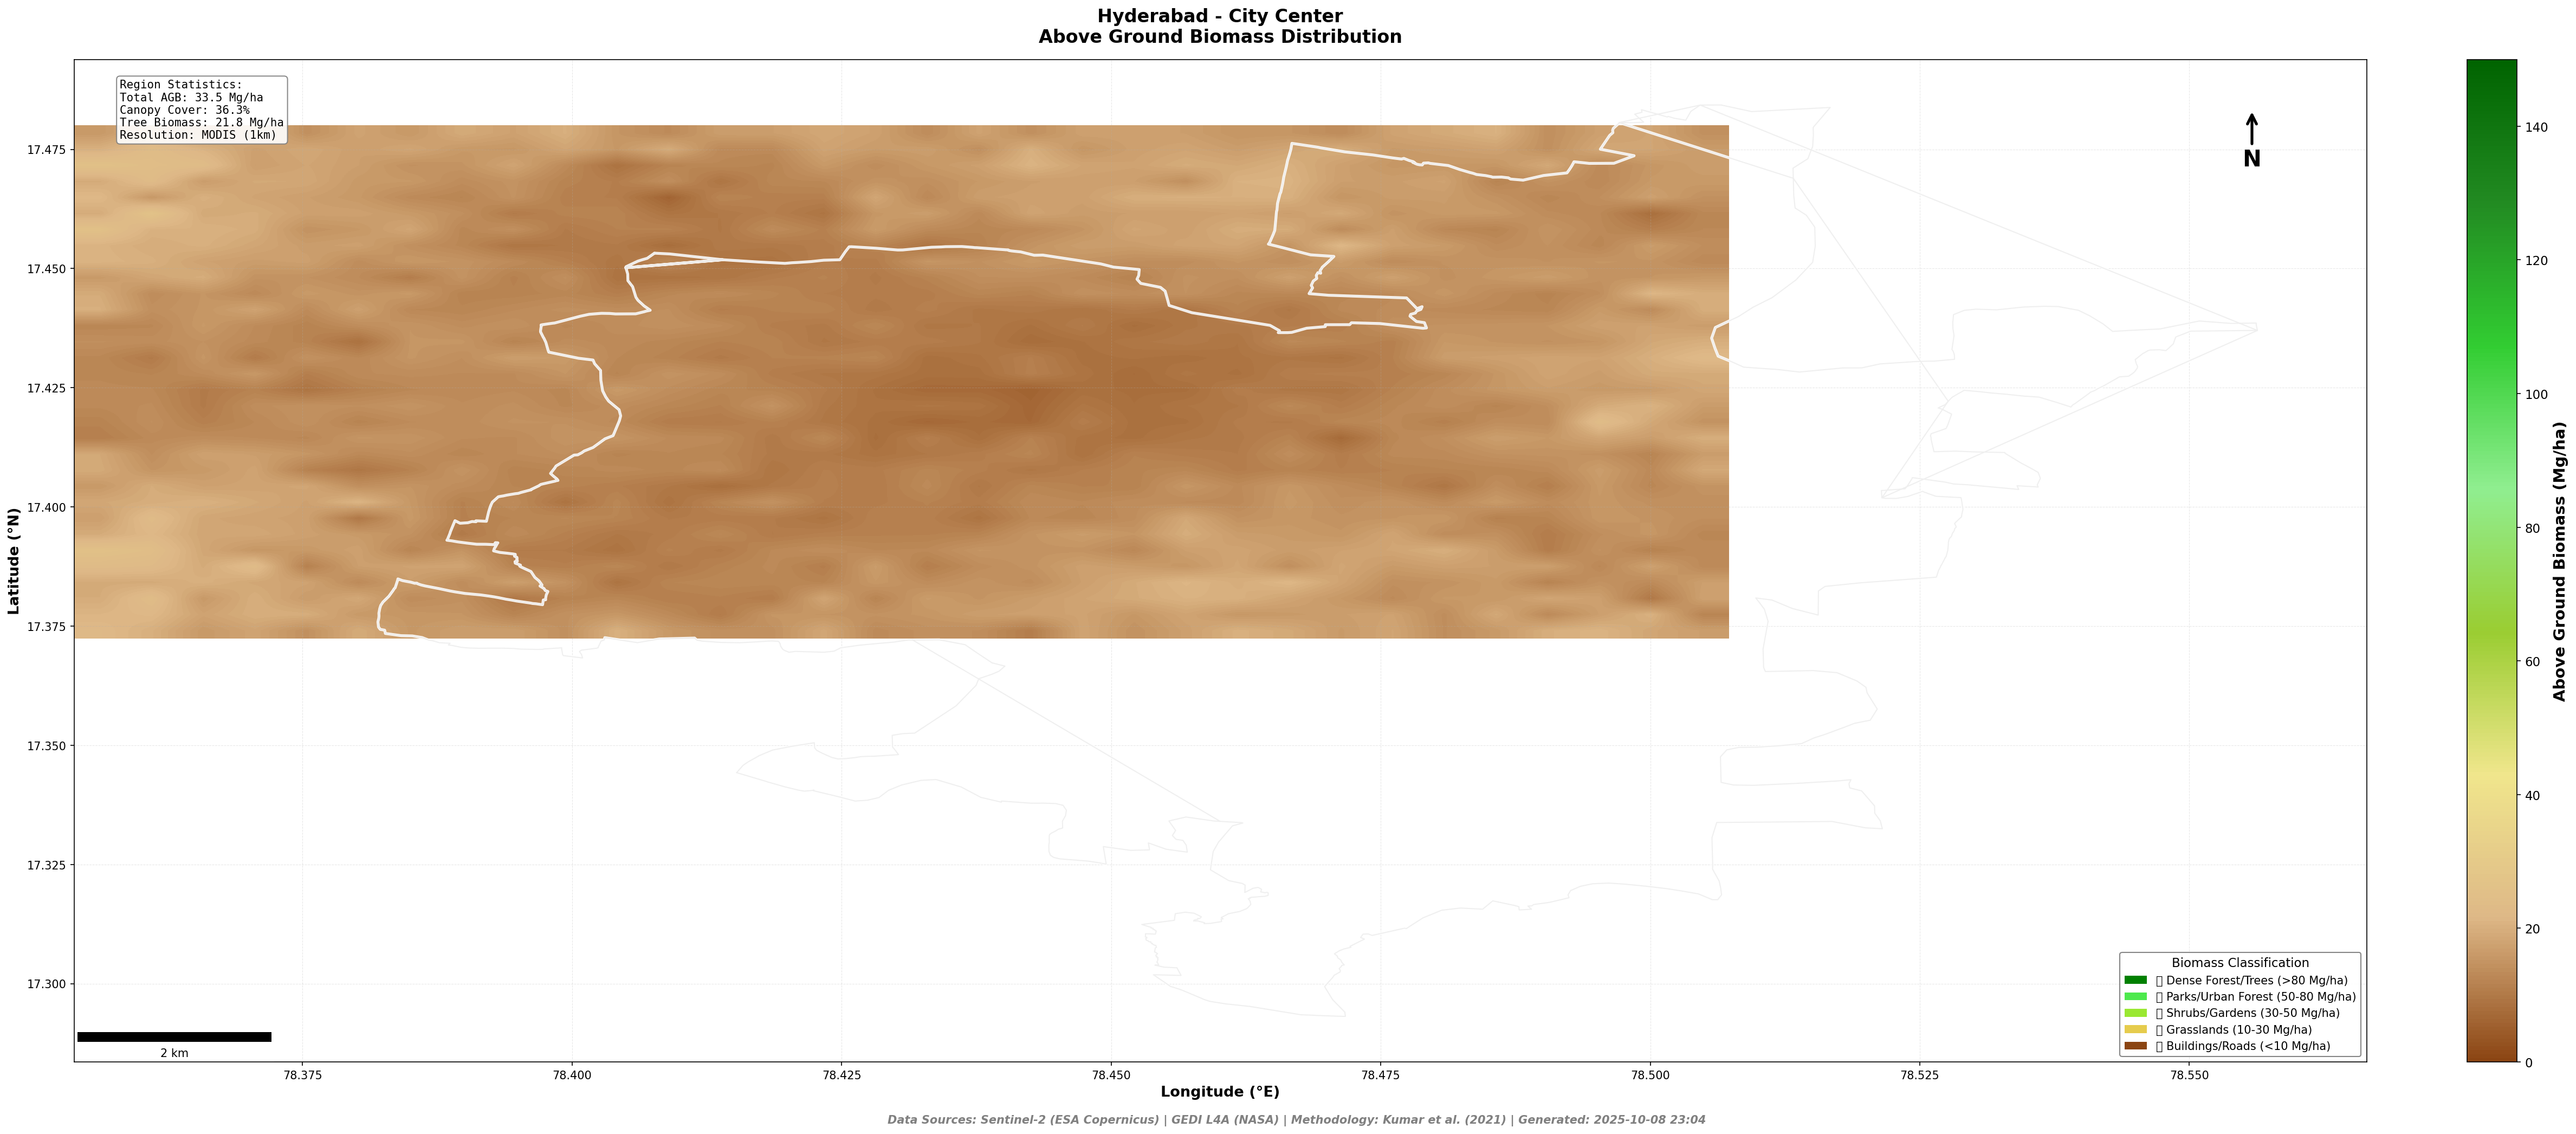 Hyderabad - City Center
Above Ground Biomass Distribution
Region Statistics:
Total AGB: 33.5 Mg/ha
Canopy Cover: 36.3%
Tree Biomass: 21.8 Mg/ha
Resolution: MODIS (1km)
N
17.475
17.450
17.425
17.400
17.375
17.350
17.325
17.300
Latitude (°N)
2 km
78.375
78.400
78.425
78.450
78.475
78.500
78.525
78.550
Longitude (°E)
Biomass Classification
Dense Forest/Trees (>80 Mg/ha)
Parks/Urban Forest (50-80 Mg/ha)
Shrubs/Gardens (30-50 Mg/ha)
Grasslands (10-30 Mg/ha)
Buildings/Roads (<10 Mg/ha)
140
120
100
80
60
40
20
0
Above Ground Biomass (Mg/ha)
Data Sources: Sentinel-2 (ESA Copernicus) | GEDI L4A (NASA) | Methodology: Kumar et al. (2021) | Generated: 2025-10-08 23:04